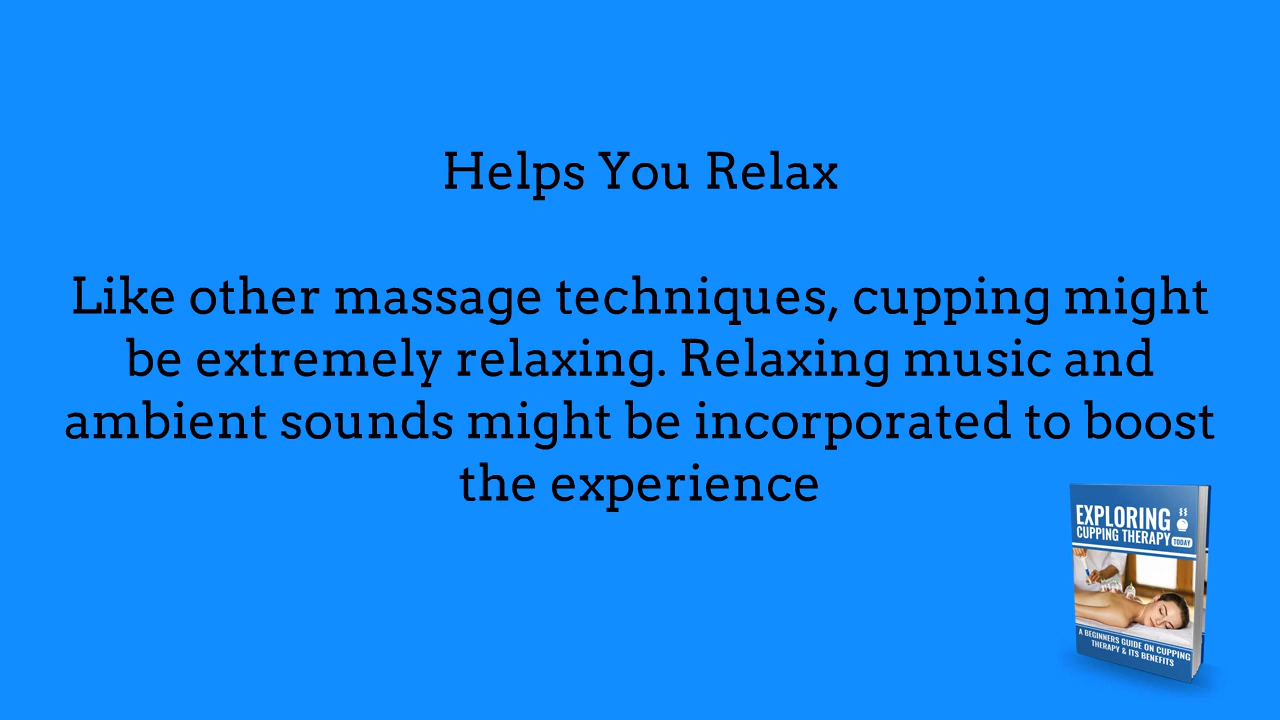 Helps You Relax
Like other massage techniques, cupping might
be extremely relaxing. Relaxing music and
ambient sounds might be incorporated to boost
the experience
EXPLORING
CUPPING THERAPY
TODAY
A BEGINNERS GUIDE ON CUPPING
THERAPY & ITS BENEFITS